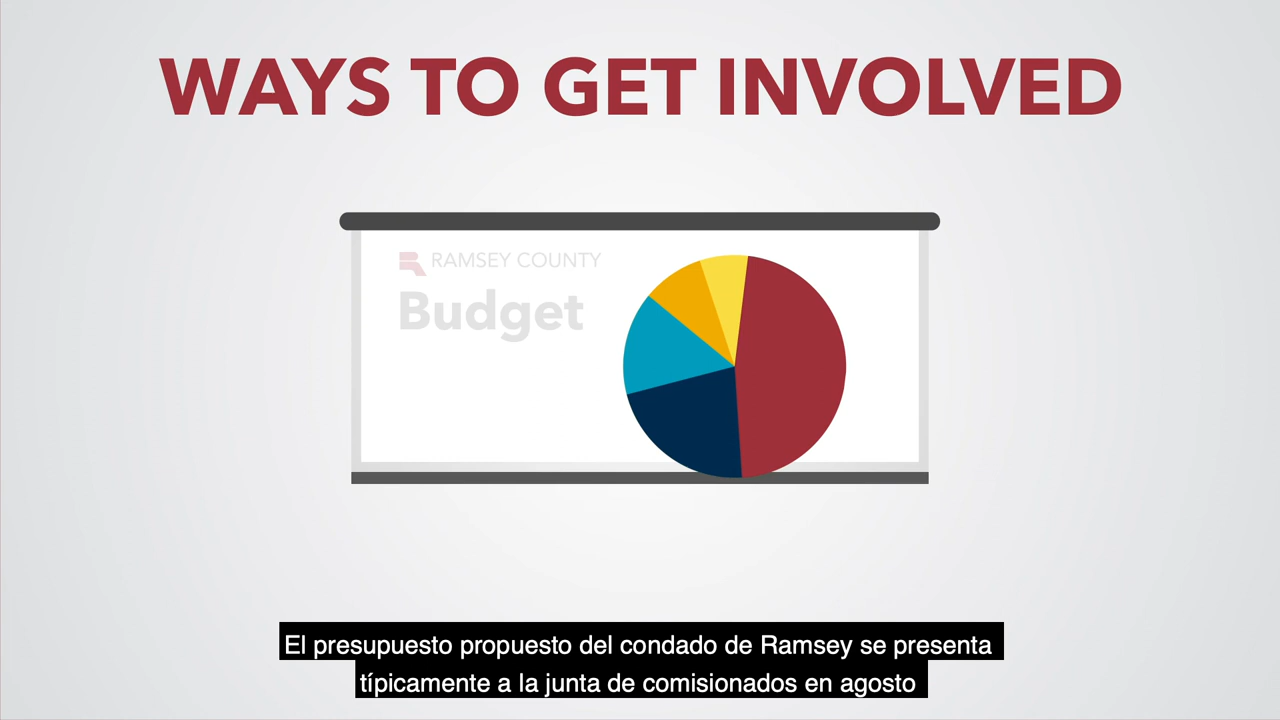 WAYS TO GET INVOLVED
RAMSEY COUNTY
Budget
El presupuesto propuesto del condado de Ramsey se presenta
típicamente a la junta de comisionados en agosto